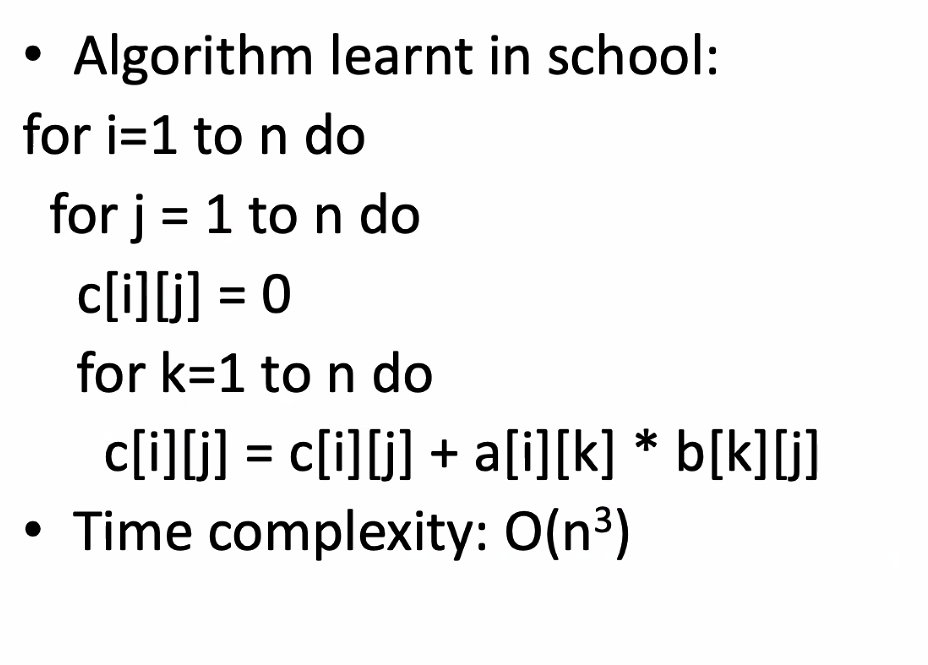 • Algorithm learnt in school:
for i=1 to n do
for j = 1 to n do
c[i][j] = 0
for k=1 to n do
c[i][j] = c[i][j] + a[i][k] * b[k][j]
• Time complexity: O(n³)